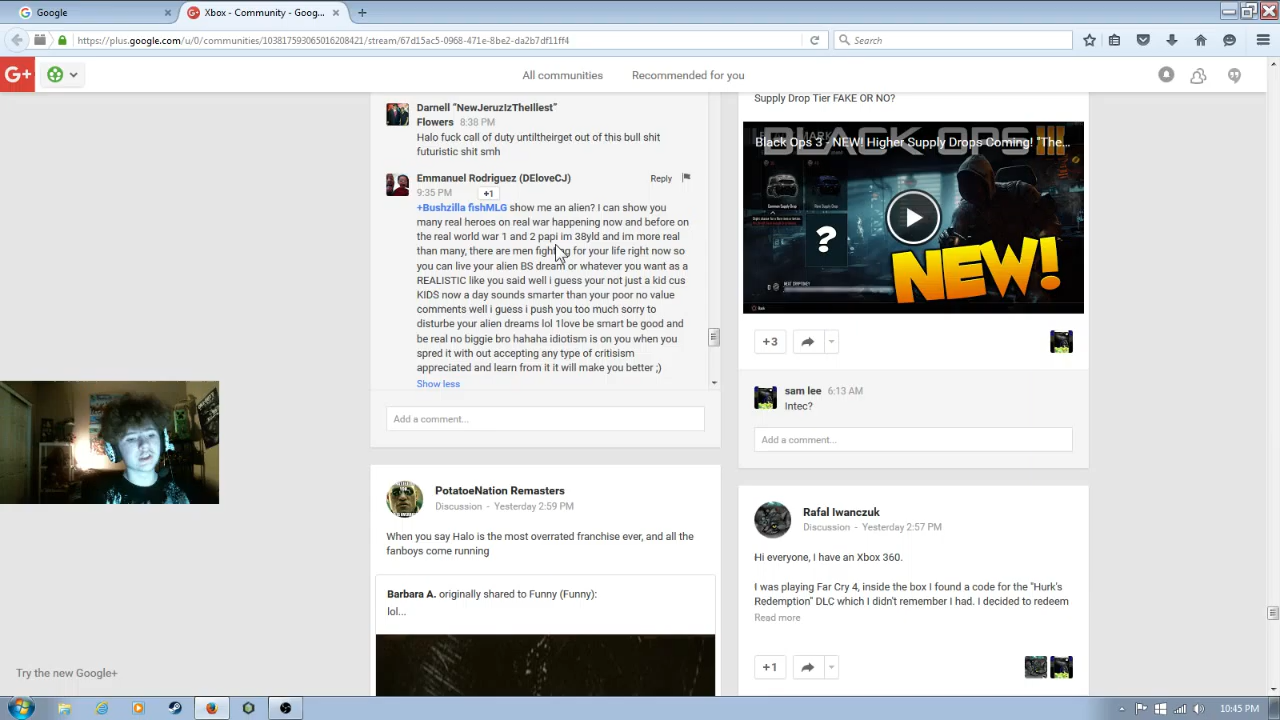 Google
Xbox - Community - Goog...
https://plus.google.com/u/0/communities/103817593065016208421/stream/67d15ac5-0968-471e-8be2-da2b7df11ff4
Search
G+
All communities
Recommended for you
Darnell "NewJeruzIzTheIllest"
Flowers 8:38 PM
Halo fuck call of duty untiltheirget out of this bull shit
futuristic shit smh
Emmanuel Rodriguez (DEloveCJ)
Reply
9:35 PM +1
+Bushzilla fishMLG show me an alien? I can show you
many real heroes on real war happening now and before on
the real world war 1 and 2 papi im 38yld and im more real
than many, there are men fighting for your life right now so
you can live your alien BS dream or whatever you want as a
REALISTIC like you said well i guess your not just a kid cus
KIDS now a day sounds smarter than your poor no value
comments well i guess i push you too much sorry to
disturbe your alien dreams lol 1love be smart be good and
be real no biggie bro hahaha idiotism is on you when you
spred it with out accepting any type of critisism
appreciated and learn from it it will make you better ;)
Show less
Add a comment...
PotatoeNation Remasters
Discussion - Yesterday 2:59 PM
When you say Halo is the most overrated franchise ever, and all the
fanboys come running
Barbara A. originally shared to Funny (Funny):
lol...
Supply Drop Tier FAKE OR NO?
BLACK OPS III
Black Ops 3 - NEW! Higher Supply Drops Coming! "The...
?
NEW!
+3
sam lee 6:13 AM
Intec?
Add a comment...
Rafal Iwanczuk
Discussion - Yesterday 2:57 PM
Hi everyone, I have an Xbox 360.
I was playing Far Cry 4, inside the box I found a code for the "Hurk's
Redemption" DLC which I didn't remember I had. I decided to redeem
Read more
+1
Try the new Google+
10:45 PM